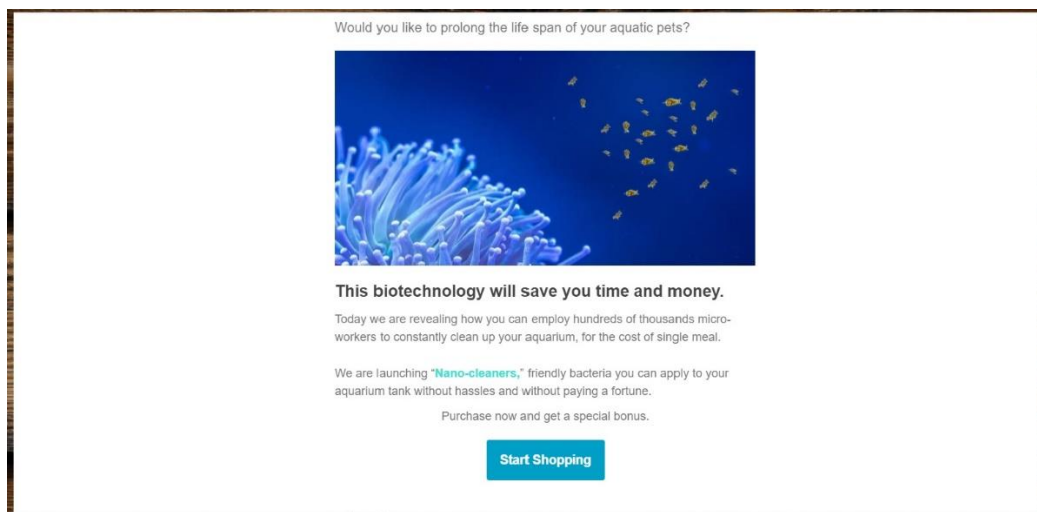 Would you like to prolong the life span of your aquatic pets?
This biotechnology will save you time and money.
Today we are revealing how you can employ hundreds of thousands micro-
workers to constantly clean up your aquarium, for the cost of single meal.
We are launching “Nano-cleaners,” friendly bacteria you can apply to your
aquarium tank without hassles and without paying a fortune.
Purchase now and get a special bonus.
Start Shopping